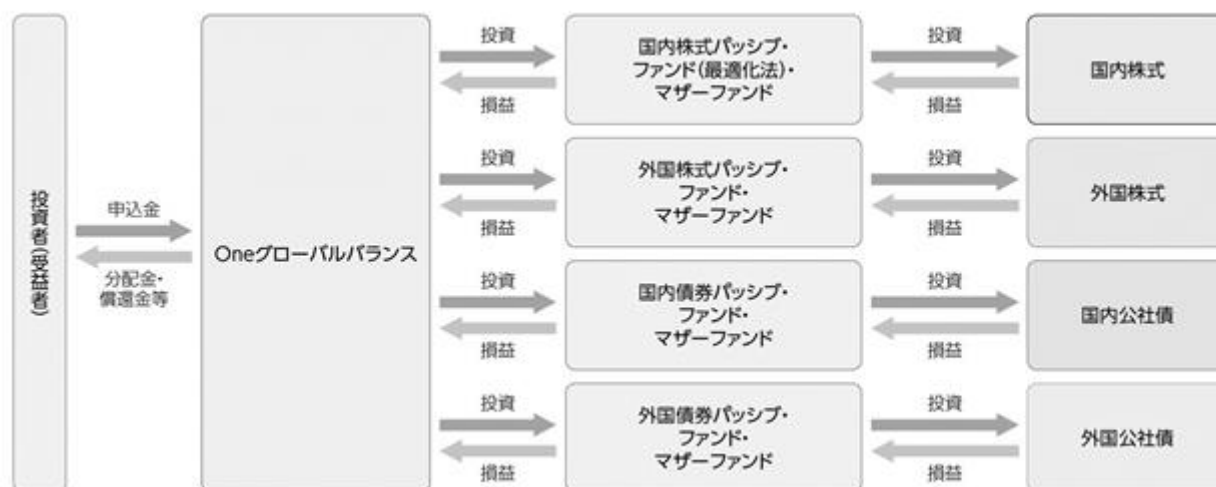 投資者(受益者)
申込金
分配金・
償還金等
Oneグローバルバランス
投資
損益
国内株式パッシブ・
ファンド(最適化法)・
マザーファンド
投資
損益
国内株式
投資
損益
外国株式パッシブ・
ファンド・
マザーファンド
投資
損益
外国株式
投資
損益
国内債券パッシブ・
ファンド・
マザーファンド
投資
損益
国内公社債
投資
損益
外国債券パッシブ・
ファンド・
マザーファンド
投資
損益
外国公社債